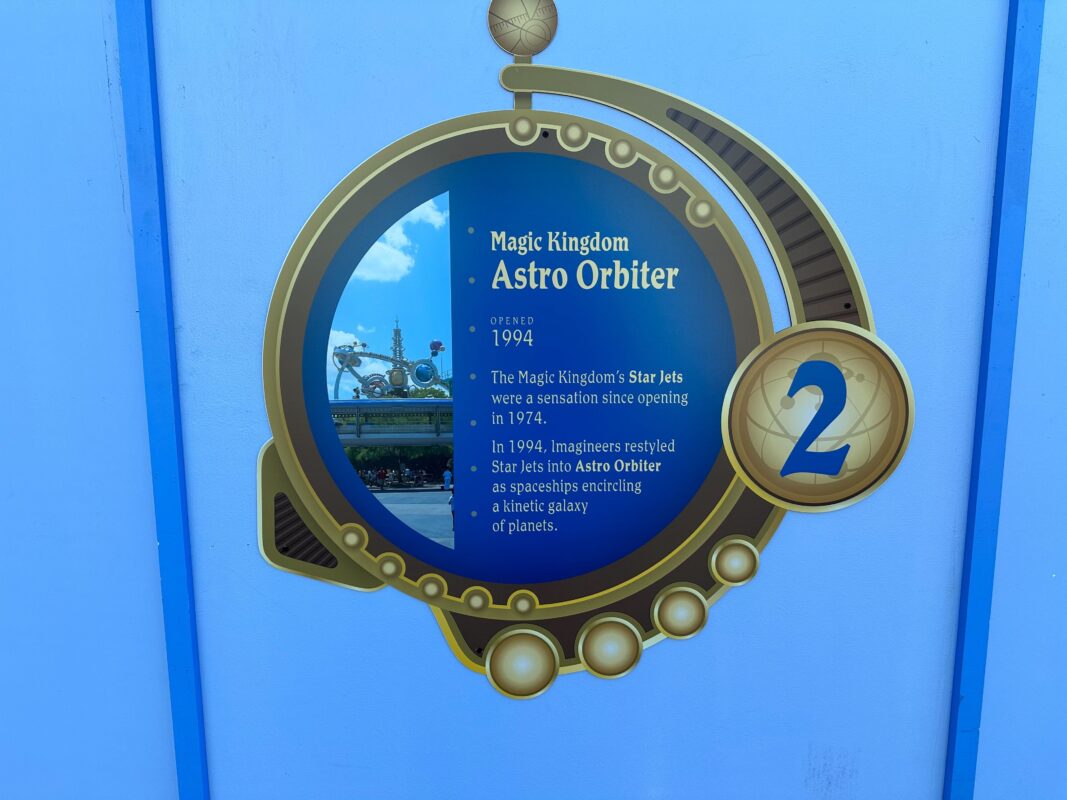 Magic Kingdom
Astro Orbiter
OPENED
1994
The Magic Kingdom's Star Jets
were a sensation since opening
in 1974.
In 1994, Imagineers restyled
Star Jets into Astro Orbiter
as spaceships encircling
a kinetic galaxy
of planets.
2